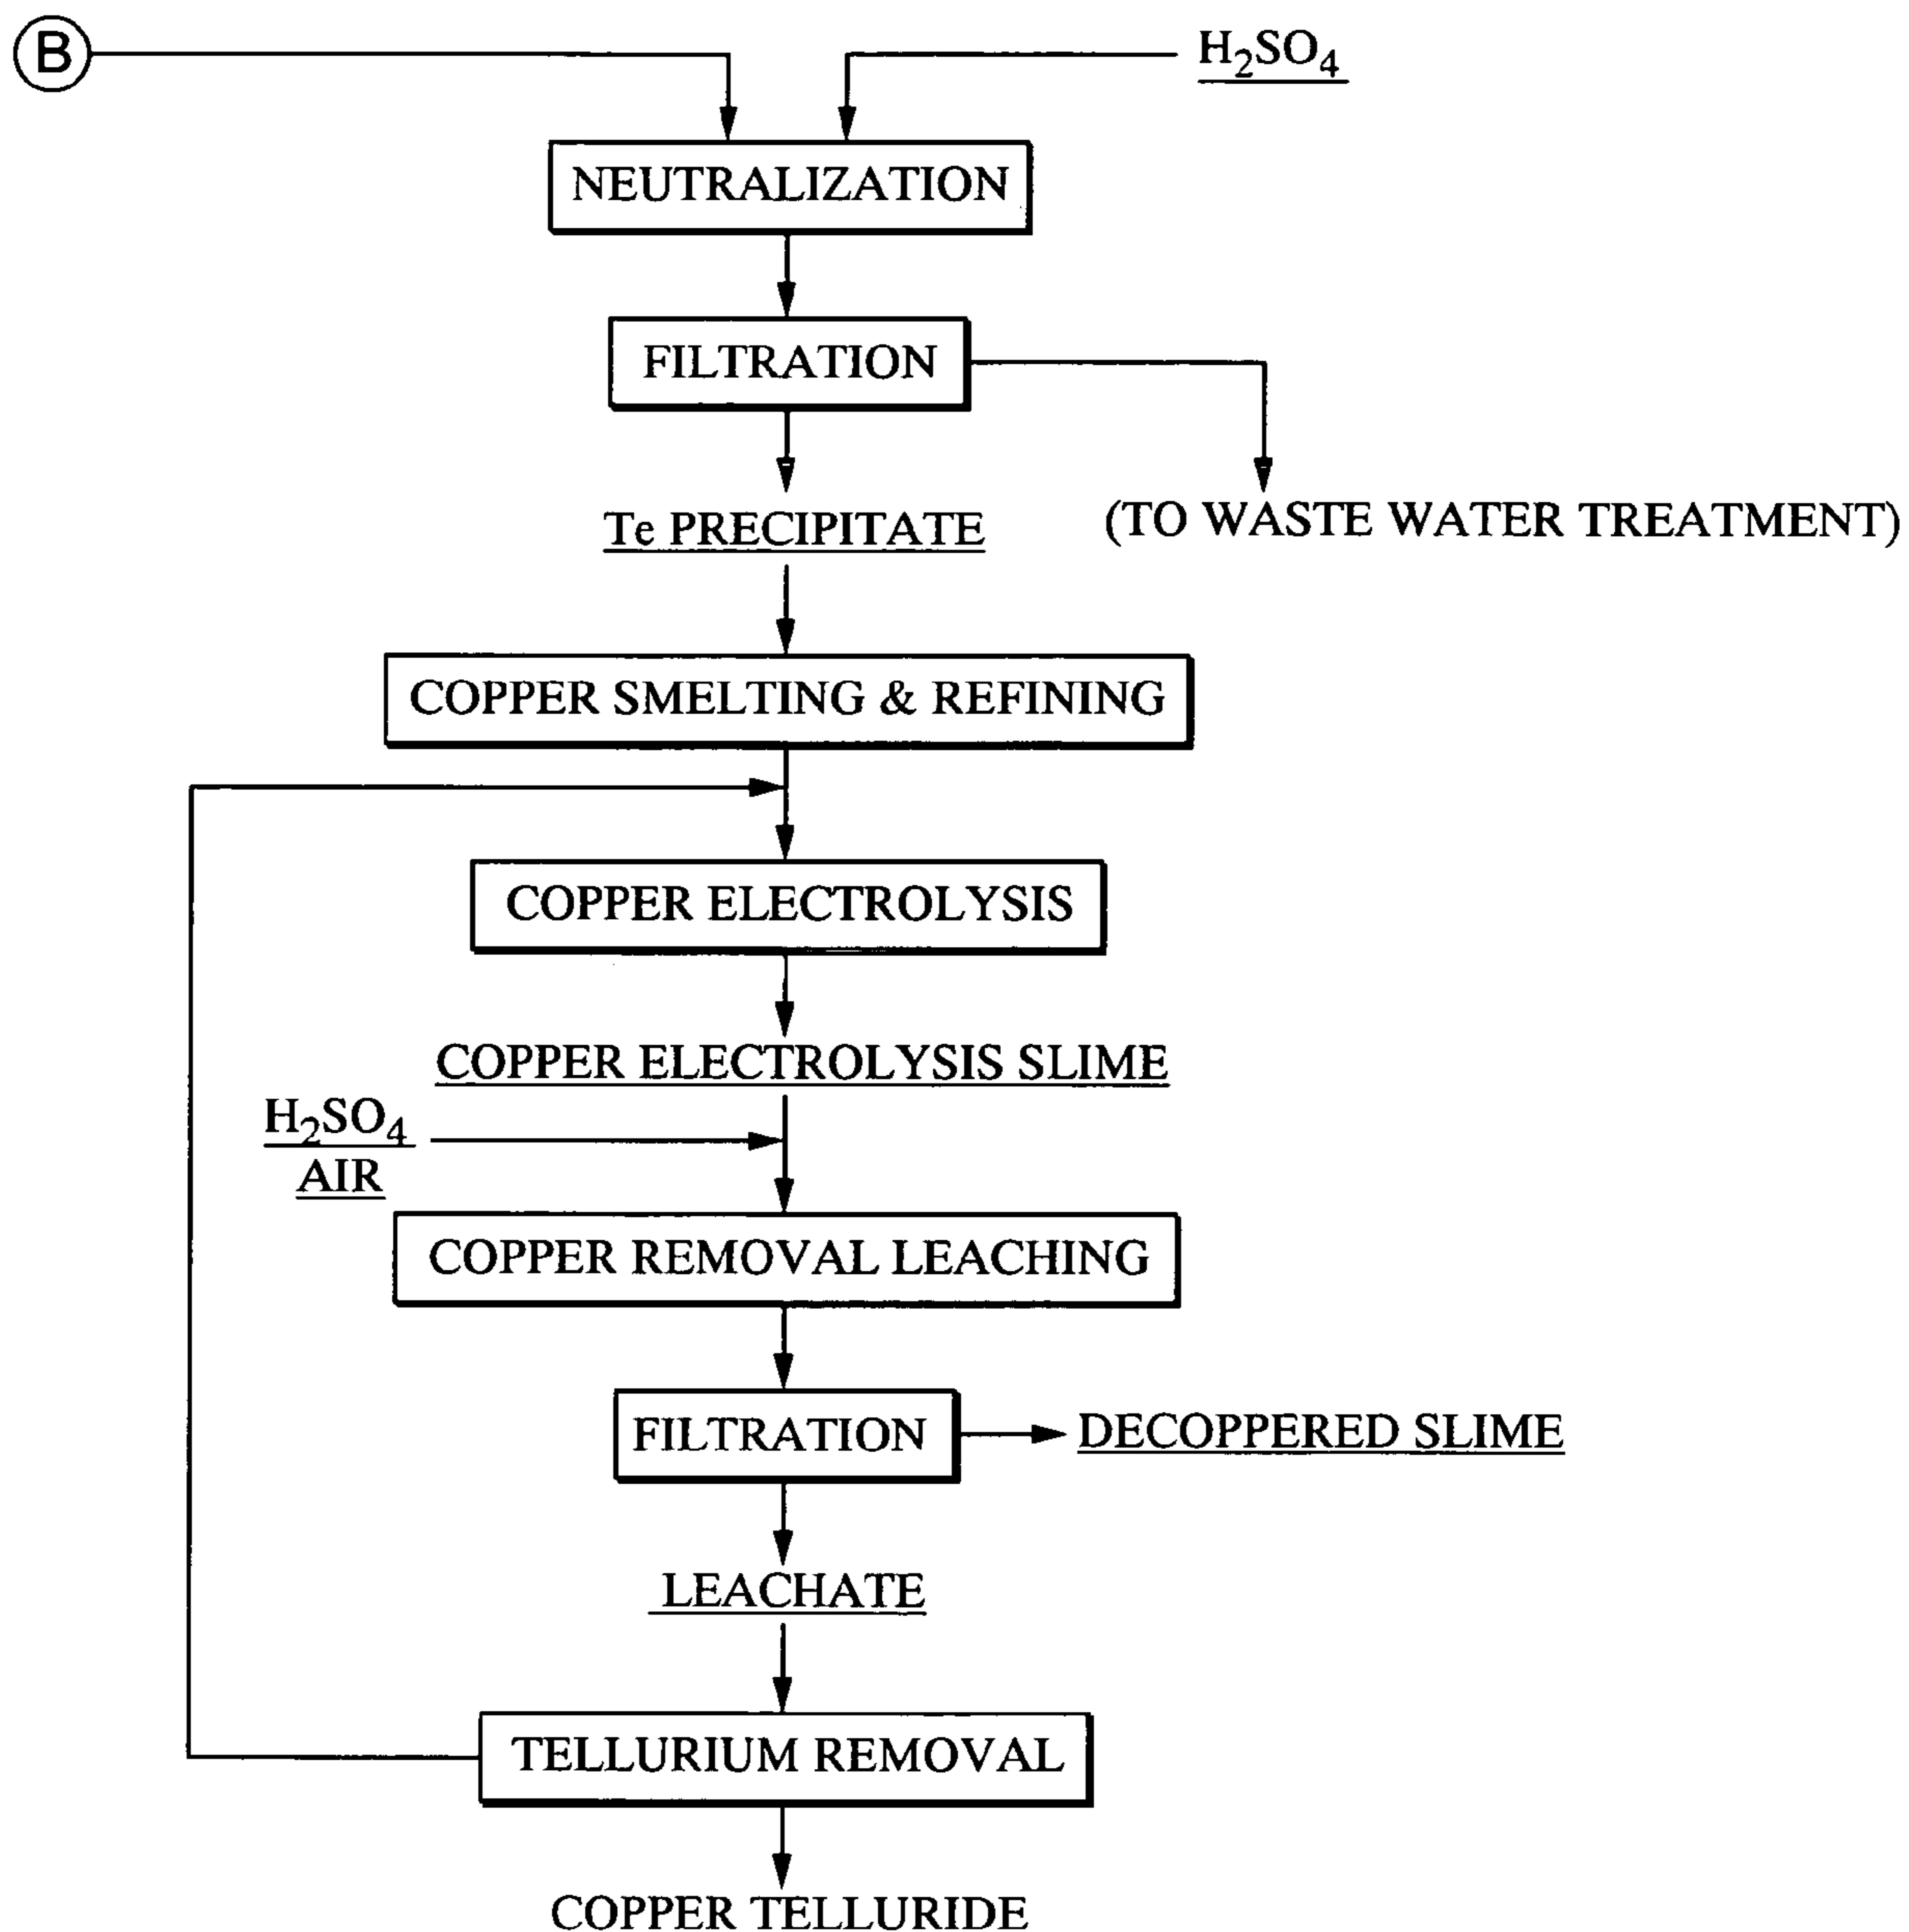 B
H₂SO₄
NEUTRALIZATION
FILTRATION
Te PRECIPITATE
(TO WASTE WATER TREATMENT)
COPPER SMELTING & REFINING
COPPER ELECTROLYSIS
COPPER ELECTROLYSIS SLIME
H₂SO₄
AIR
COPPER REMOVAL LEACHING
FILTRATION
DECOPPERED SLIME
LEACHATE
TELLURIUM REMOVAL
COPPER TELLURIDE